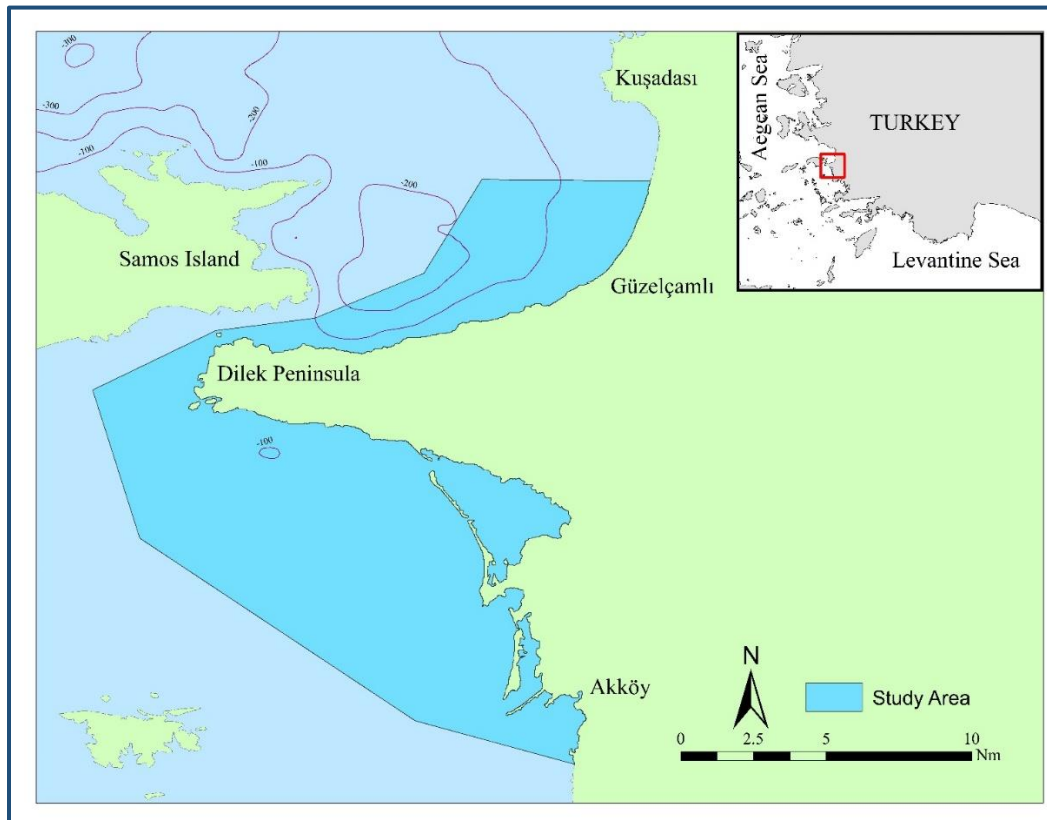 -300
-300
-200
-100
-100
-200
Kuşadası
Samos Island
Güzelçamlı
Dilek Peninsula
-100
Akköy
Aegean Sea
TURKEY
Levantine Sea
N
Study Area
0 2.5 5 10
Nm